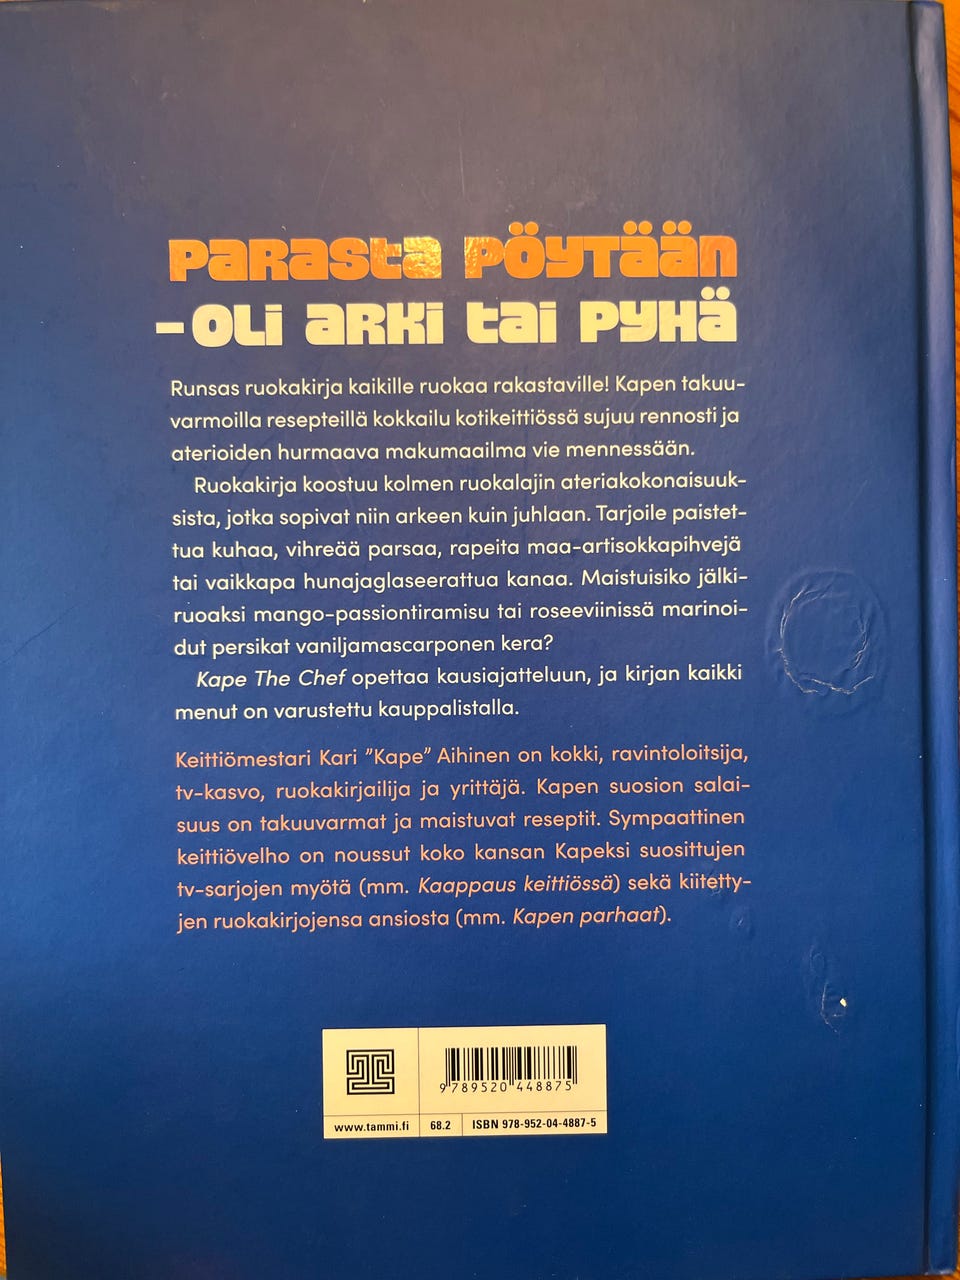 Parasta pöytään
– oli arki tai pyhä
Runsas ruokakirja kaikille ruokaa rakastaville! Kapen takuu-
varmoilla resepteillä kokkailu kotikeittiössä sujuu rennosti ja
aterioiden hurmaava makumaailma vie mennessään.
Ruokakirja koostuu kolmen ruokalajin ateriakokonaisuuk-
sista, jotka sopivat niin arkeen kuin juhlaan. Tarjoile paistet-
tua kuhaa, vihreää parsaa, rapeita maa-artisokkapihvejä
tai vaikkapa hunajaglaseerattua kanaa. Maistuisiko jälki-
ruoaksi mango-passiontiramisu tai roseeviinissä marinoi-
dut persikat vaniljamascarponen kera?
Kape The Chef opettaa kausiajatteluun, ja kirjan kaikki
menut on varustettu kauppalistalla.
Keittiömestari Kari ”Kape” Aihinen on kokki, ravintoloitsija,
tv-kasvo, ruokakirjailija ja yrittäjä. Kapen suosion salai-
suus on takuuvarmat ja maistuvat reseptit. Sympaattinen
keittiövelho on noussut koko kansan Kapeksi suosittujen
tv-sarjojen myötä (mm. Kaappaus keittiössä) sekä kiitetty-
jen ruokakirjojensa ansiosta (mm. Kapen parhaat).
9 789520 448875
www.tammi.fi 68.2 ISBN 978-952-04-4887-5